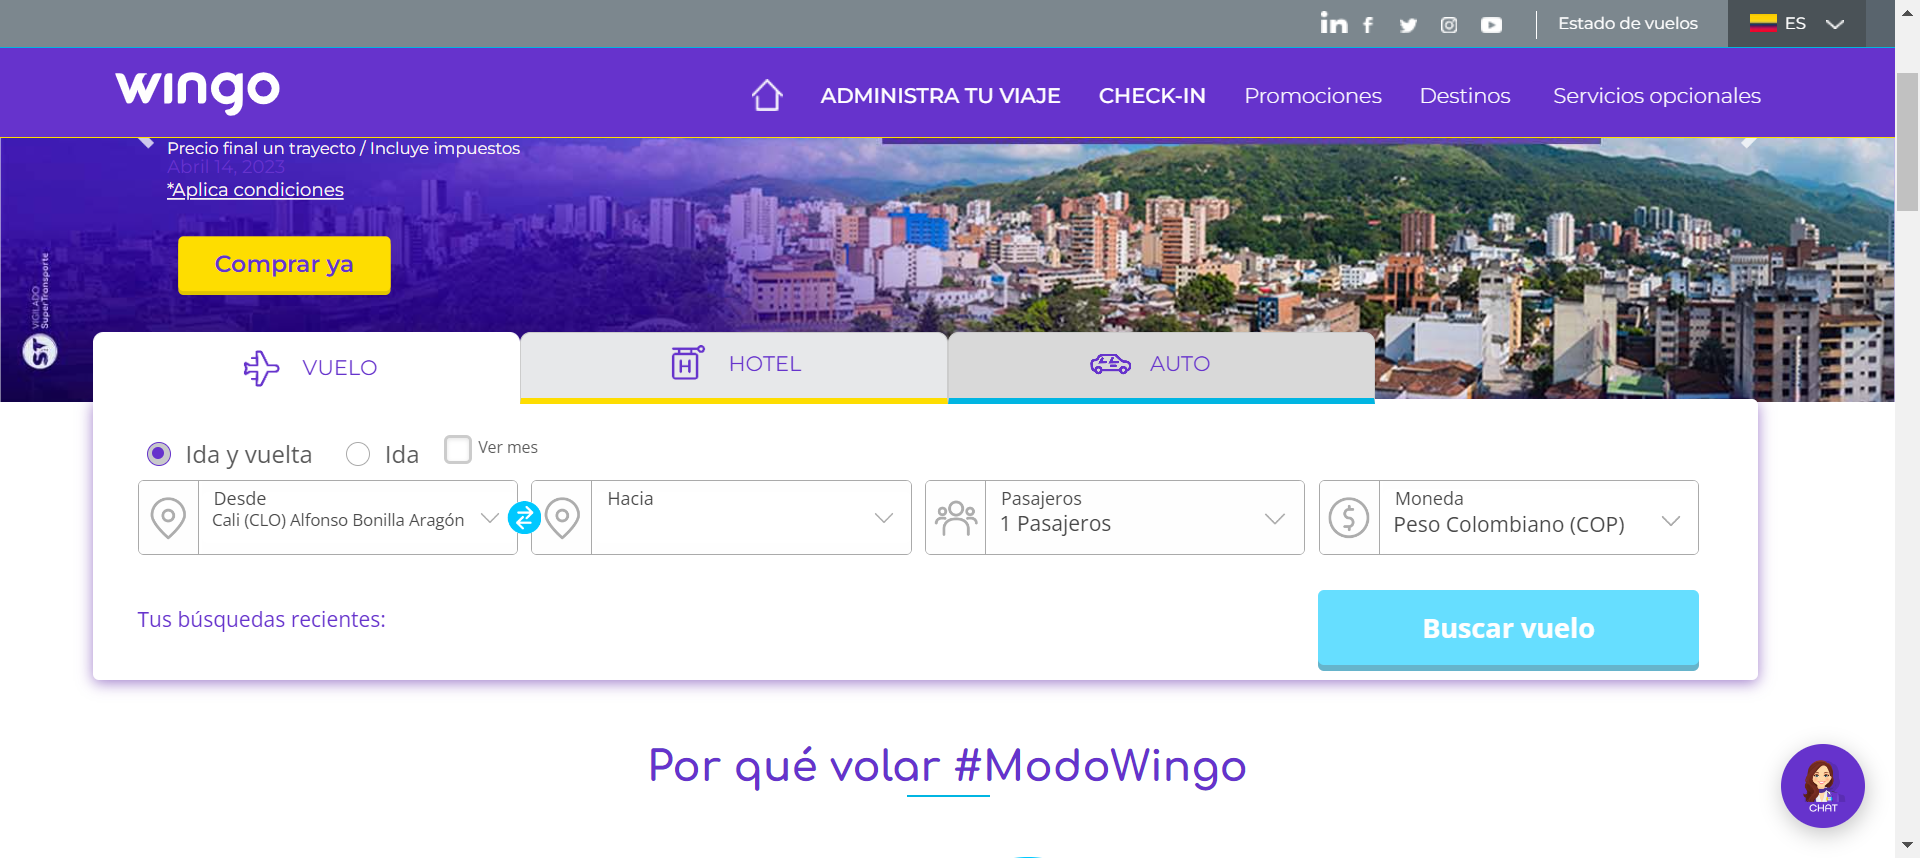 Estado de vuelos
ES
wingo
ADMINISTRA TU VIAJE
CHECK-IN
Promociones
Destinos
Servicios opcionales
Precio final un trayecto / Incluye impuestos
Abril 14, 2023
*Aplica condiciones
Comprar ya
VIGILADO
SuperTransporte
ST
VUELO
HOTEL
AUTO
Ida y vuelta
Ida
Ver mes
Desde
Cali (CLO) Alfonso Bonilla Aragón
Hacia
Pasajeros
1 Pasajeros
Moneda
Peso Colombiano (COP)
Tus búsquedas recientes:
Buscar vuelo
Por qué volar #ModoWingo
CHAT